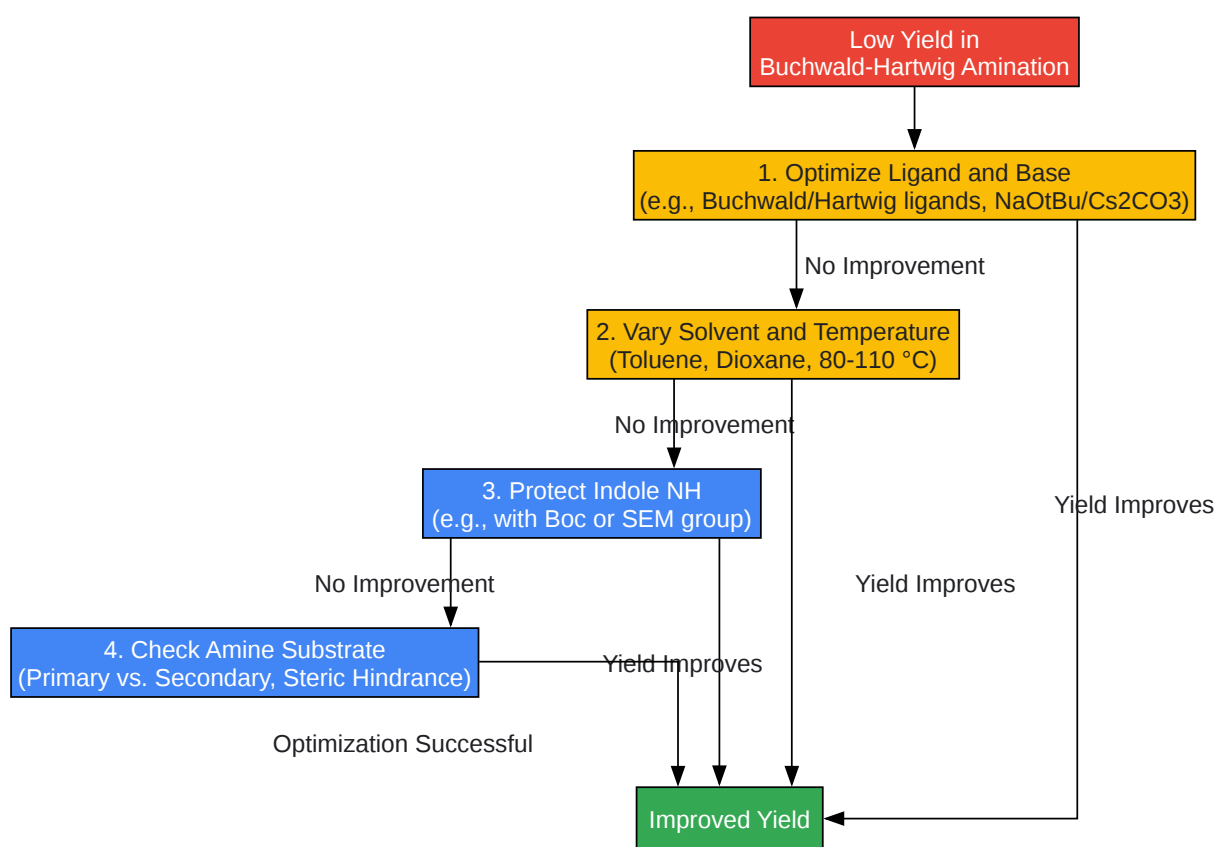 Low Yield in
Buchwald-Hartwig Amination
1. Optimize Ligand and Base
(e.g., Buchwald/Hartwig ligands, NaOtBu/Cs2CO3)
No Improvement
2. Vary Solvent and Temperature
(Toluene, Dioxane, 80-110 °C)
No Improvement
3. Protect Indole NH
(e.g., with Boc or SEM group)
Yield Improves
No Improvement
Yield Improves
4. Check Amine Substrate
(Primary vs. Secondary, Steric Hindrance)
Yield Improves
Optimization Successful
Improved Yield